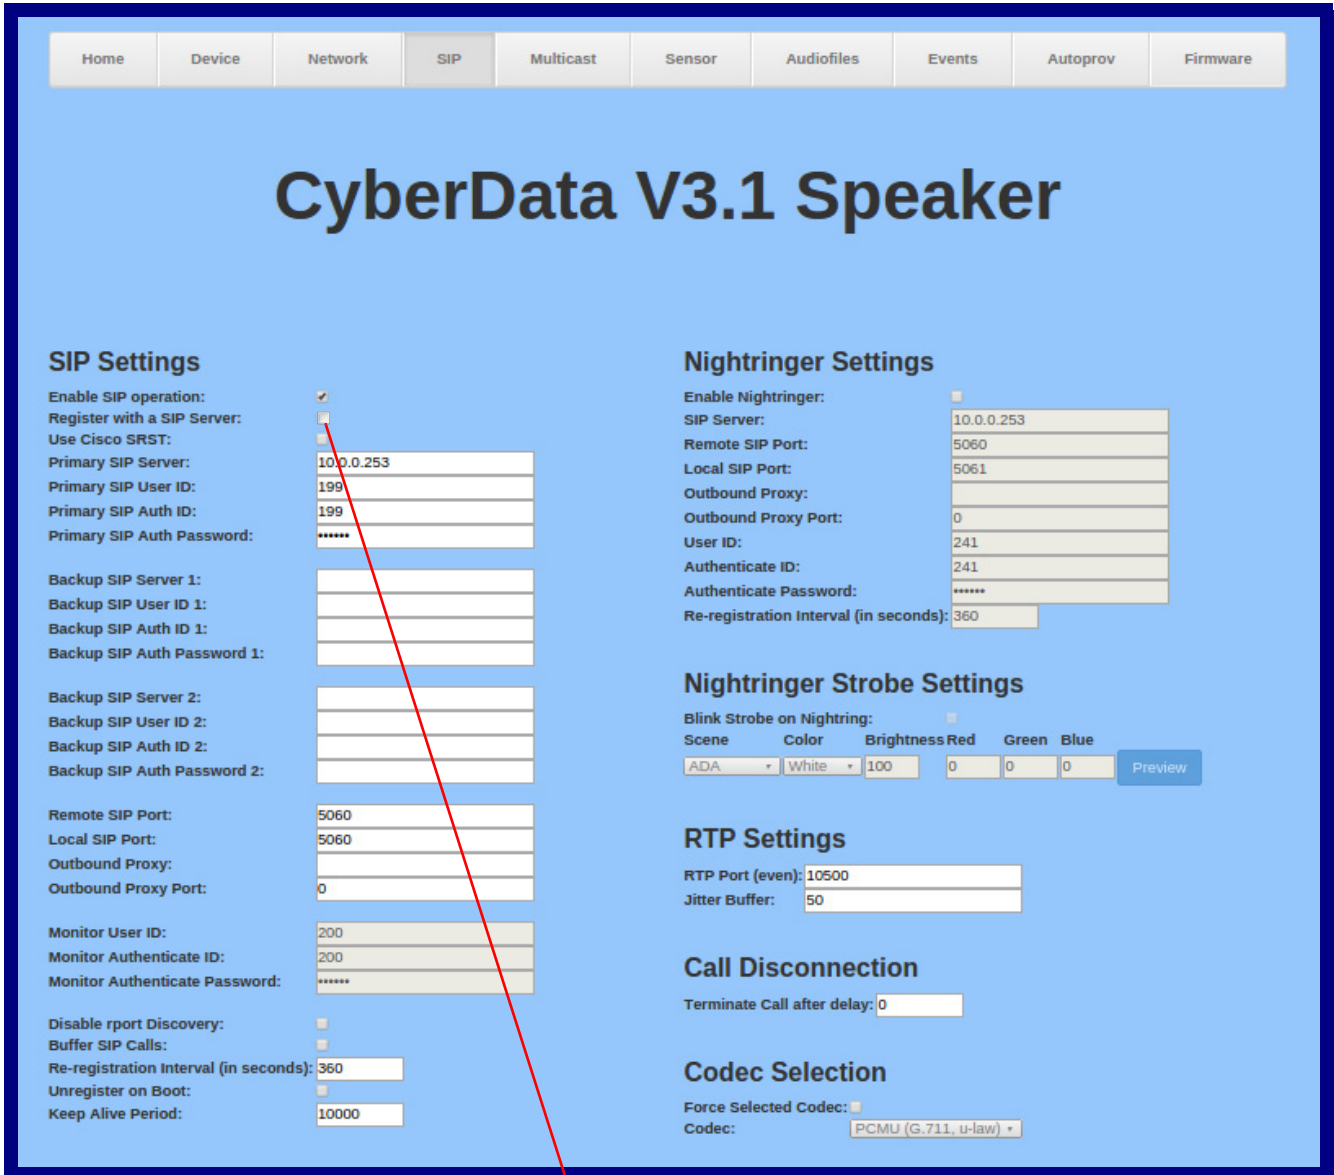 Home Device Network SIP Multicast Sensor Audiofiles Events Autoprov Firmware
CyberData V3.1 Speaker
SIP Settings
Enable SIP operation:
Register with a SIP Server:
Use Cisco SRST:
Primary SIP Server: 10.0.0.253
Primary SIP User ID: 199
Primary SIP Auth ID: 199
Primary SIP Auth Password: ••••••
Backup SIP Server 1:
Backup SIP User ID 1:
Backup SIP Auth ID 1:
Backup SIP Auth Password 1:
Backup SIP Server 2:
Backup SIP User ID 2:
Backup SIP Auth ID 2:
Backup SIP Auth Password 2:
Remote SIP Port: 5060
Local SIP Port: 5060
Outbound Proxy:
Outbound Proxy Port: 0
Monitor User ID: 200
Monitor Authenticate ID: 200
Monitor Authenticate Password: ••••••
Disable rport Discovery:
Buffer SIP Calls:
Re-registration Interval (in seconds): 360
Unregister on Boot:
Keep Alive Period: 10000
Nightringer Settings
Enable Nightringer:
SIP Server: 10.0.0.253
Remote SIP Port: 5060
Local SIP Port: 5061
Outbound Proxy:
Outbound Proxy Port: 0
User ID: 241
Authenticate ID: 241
Authenticate Password: ••••••
Re-registration Interval (in seconds): 360
Nightringer Strobe Settings
Blink Strobe on Nightring:
Scene Color Brightness Red Green Blue
ADA White 100 0 0 0 Preview
RTP Settings
RTP Port (even): 10500
Jitter Buffer: 50
Call Disconnection
Terminate Call after delay: 0
Codec Selection
Force Selected Codec:
Codec: PCMU (G.711, u-law)